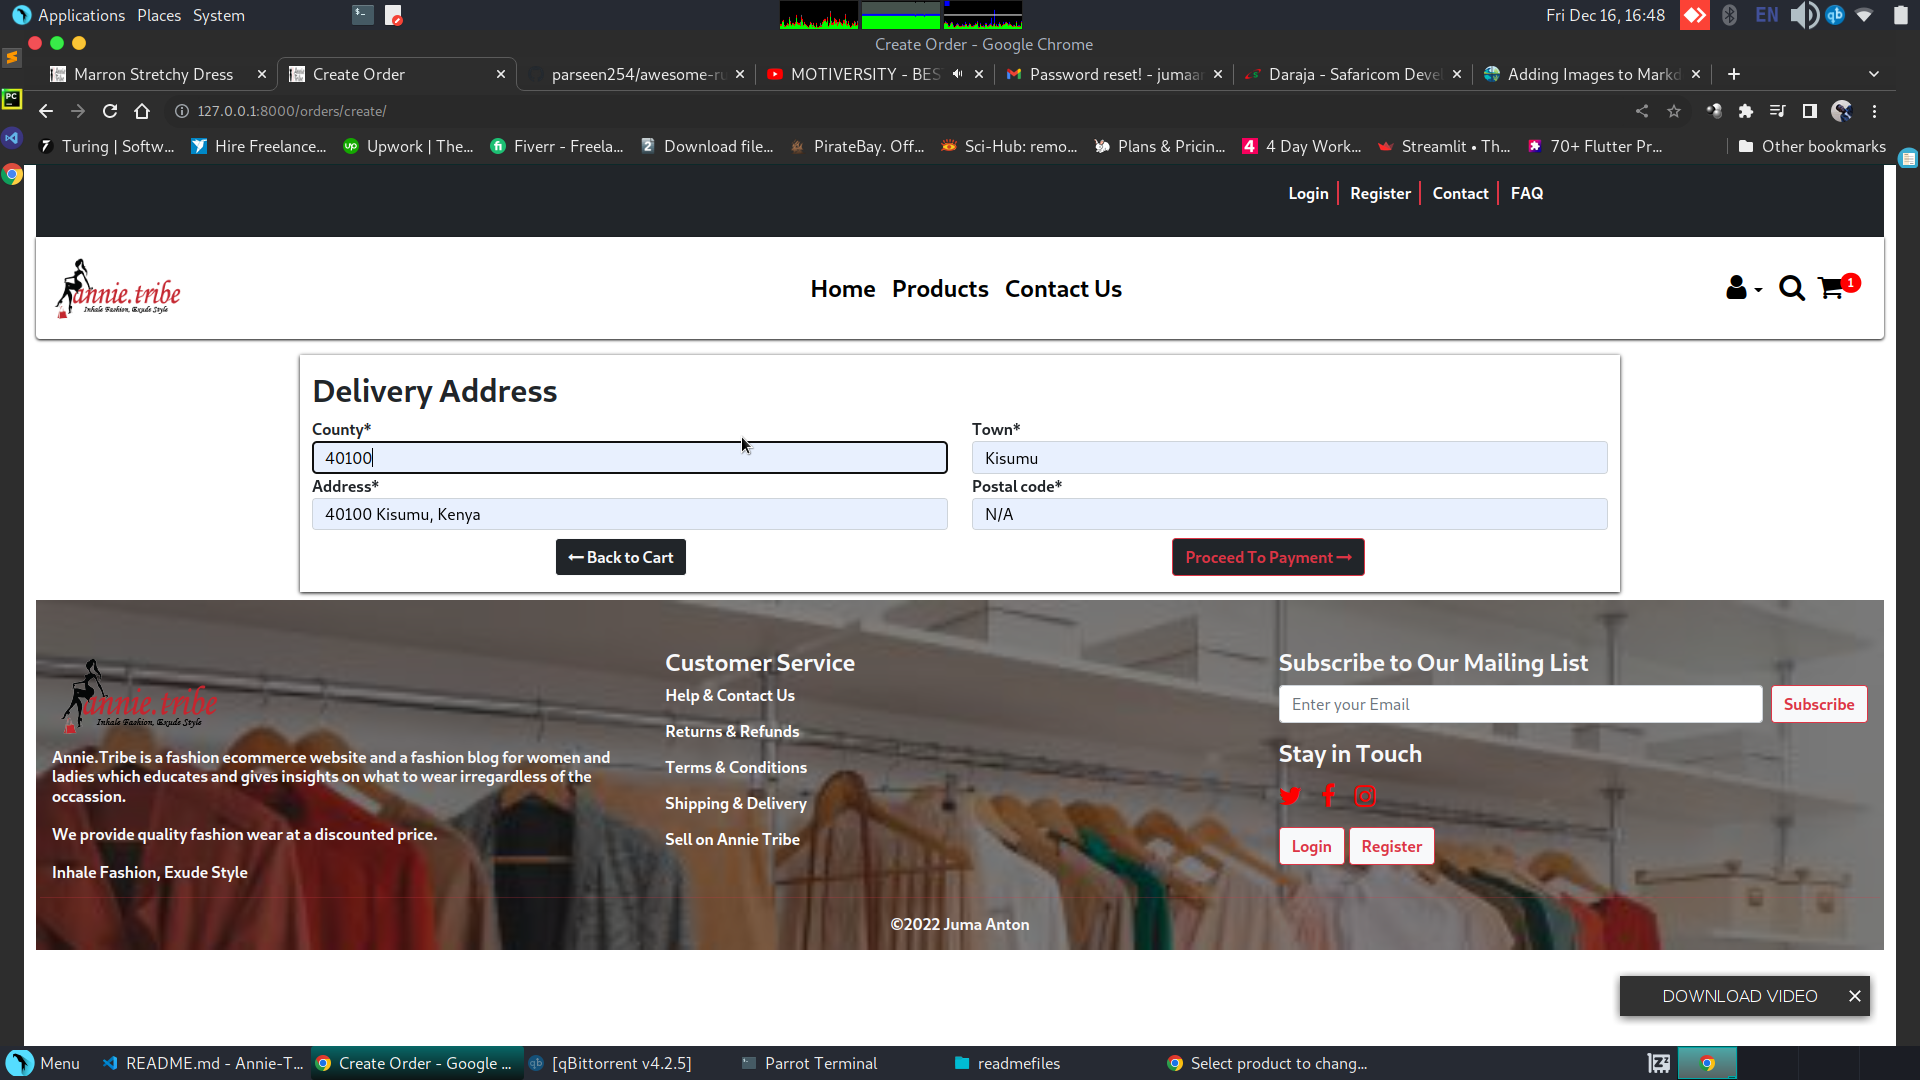 Applications Places System
Fri Dec 16, 16:48
EN
qb
Create Order - Google Chrome
Marron Stretchy Dress
Create Order
parseen254/awesome-ru
MOTIVERSITY - BES
Password reset! - jumaar
Daraja - Safaricom Devel
Adding Images to Markd
127.0.0.1:8000/orders/create/
Turing | Softw...
Hire Freelance...
Upwork | The...
Fiverr - Freela...
Download file...
PirateBay. Off...
Sci-Hub: remo...
Plans & Pricin...
4 Day Work...
Streamlit • Th...
70+ Flutter Pr...
Other bookmarks
Login
Register
Contact
FAQ
annie.tribe
Inhale Fashion, Exude Style
Home Products Contact Us
1
Delivery Address
County*
Town*
40100
Kisumu
Address*
Postal code*
40100 Kisumu, Kenya
N/A
Back to Cart
Proceed To Payment
annie.tribe
Inhale Fashion, Exude Style
Annie.Tribe is a fashion ecommerce website and a fashion blog for women and
ladies which educates and gives insights on what to wear irregardless of the
occassion.
We provide quality fashion wear at a discounted price.
Inhale Fashion, Exude Style
Customer Service
Help & Contact Us
Returns & Refunds
Terms & Conditions
Shipping & Delivery
Sell on Annie Tribe
Subscribe to Our Mailing List
Enter your Email
Subscribe
Stay in Touch
Login
Register
©2022 Juma Anton
DOWNLOAD VIDEO
Menu
README.md - Annie-T...
Create Order - Google ...
[qBittorrent v4.2.5]
Parrot Terminal
readmefiles
Select product to chang...